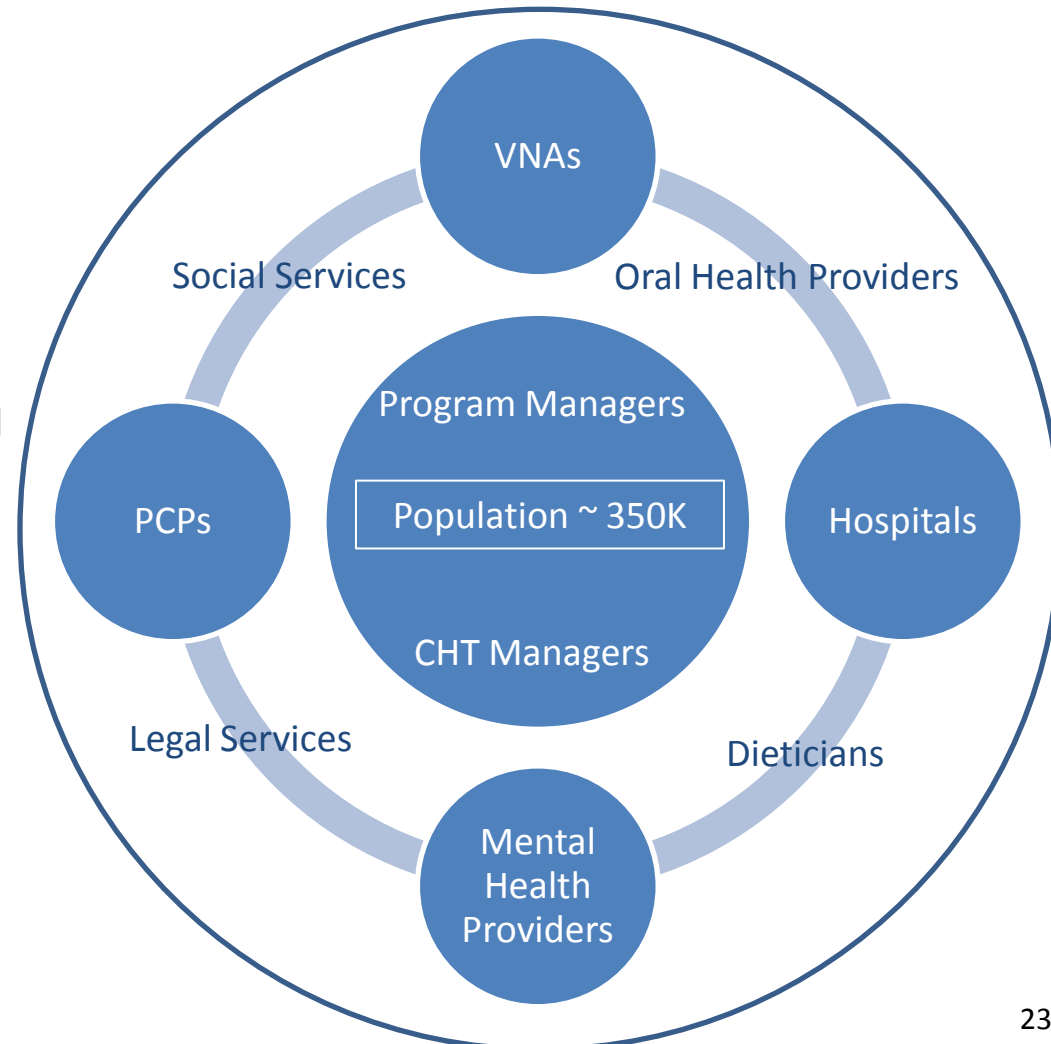 VNAs
Social Services
Oral Health Providers
Program Managers
PCPs
Population ~ 350K
Hospitals
CHT Managers
Legal Services
Dieticians
Mental
Health
Providers
23